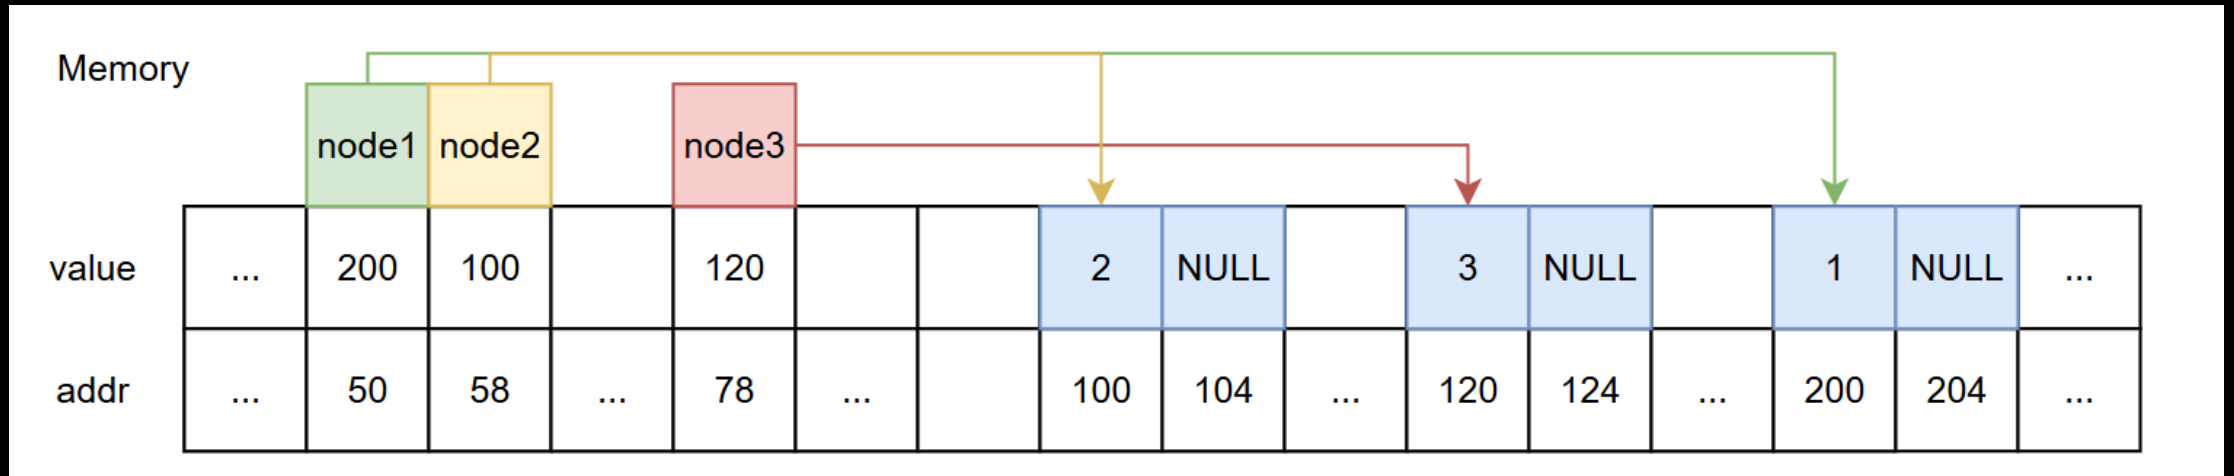 Memory
node1 node2 node3
value ... 200 100 120 2 NULL 3 NULL 1 NULL ...
addr ... 50 58 ... 78 ... 100 104 ... 120 124 ... 200 204 ...